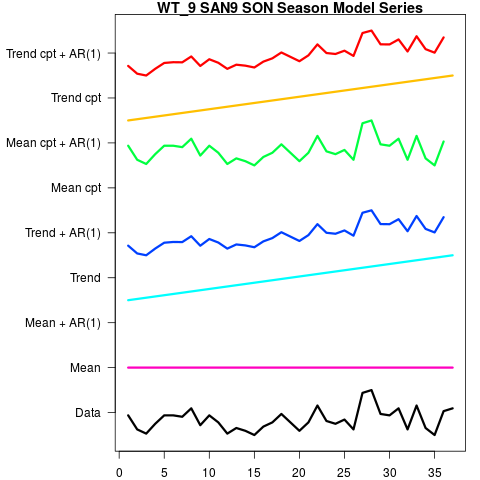 WT_9 SAN9 SON Season Model Series
Trend cpt + AR(1)
Trend cpt
Mean cpt + AR(1)
Mean cpt
Trend + AR(1)
Trend
Mean + AR(1)
Mean
Data
0 5 10 15 20 25 30 35